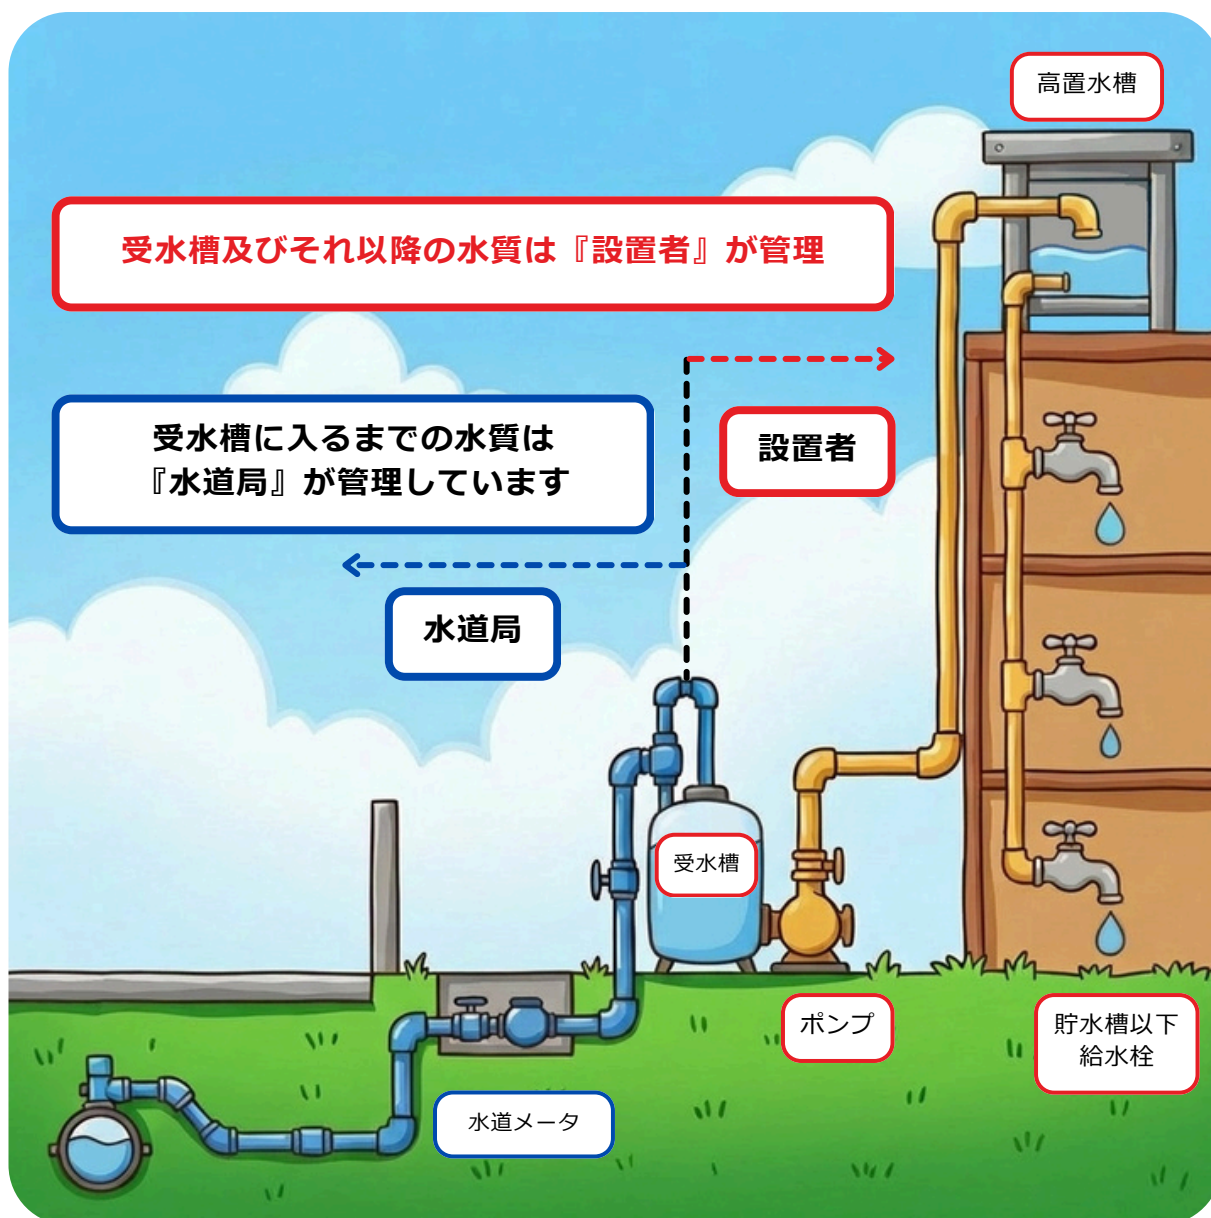 高置水槽
受水槽及びそれ以降の水質は『設置者』が管理
受水槽に入るまでの水質は
『水道局』が管理しています
設置者
水道局
受水槽
ポンプ
貯水槽以下
給水栓
水道メータ